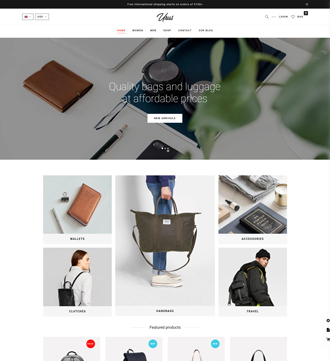 Free international shipping starts on orders of $100+
USD
Urus
LOGIN
BAG
HOME
WOMEN
MEN
SHOP
CONTACT
OUR BLOG
Quality bags and luggage
at affordable prices
NEW ARRIVALS
WALLETS
ACCESSORIES
CLUTCHES
HANDBAGS
TRAVEL
Featured products